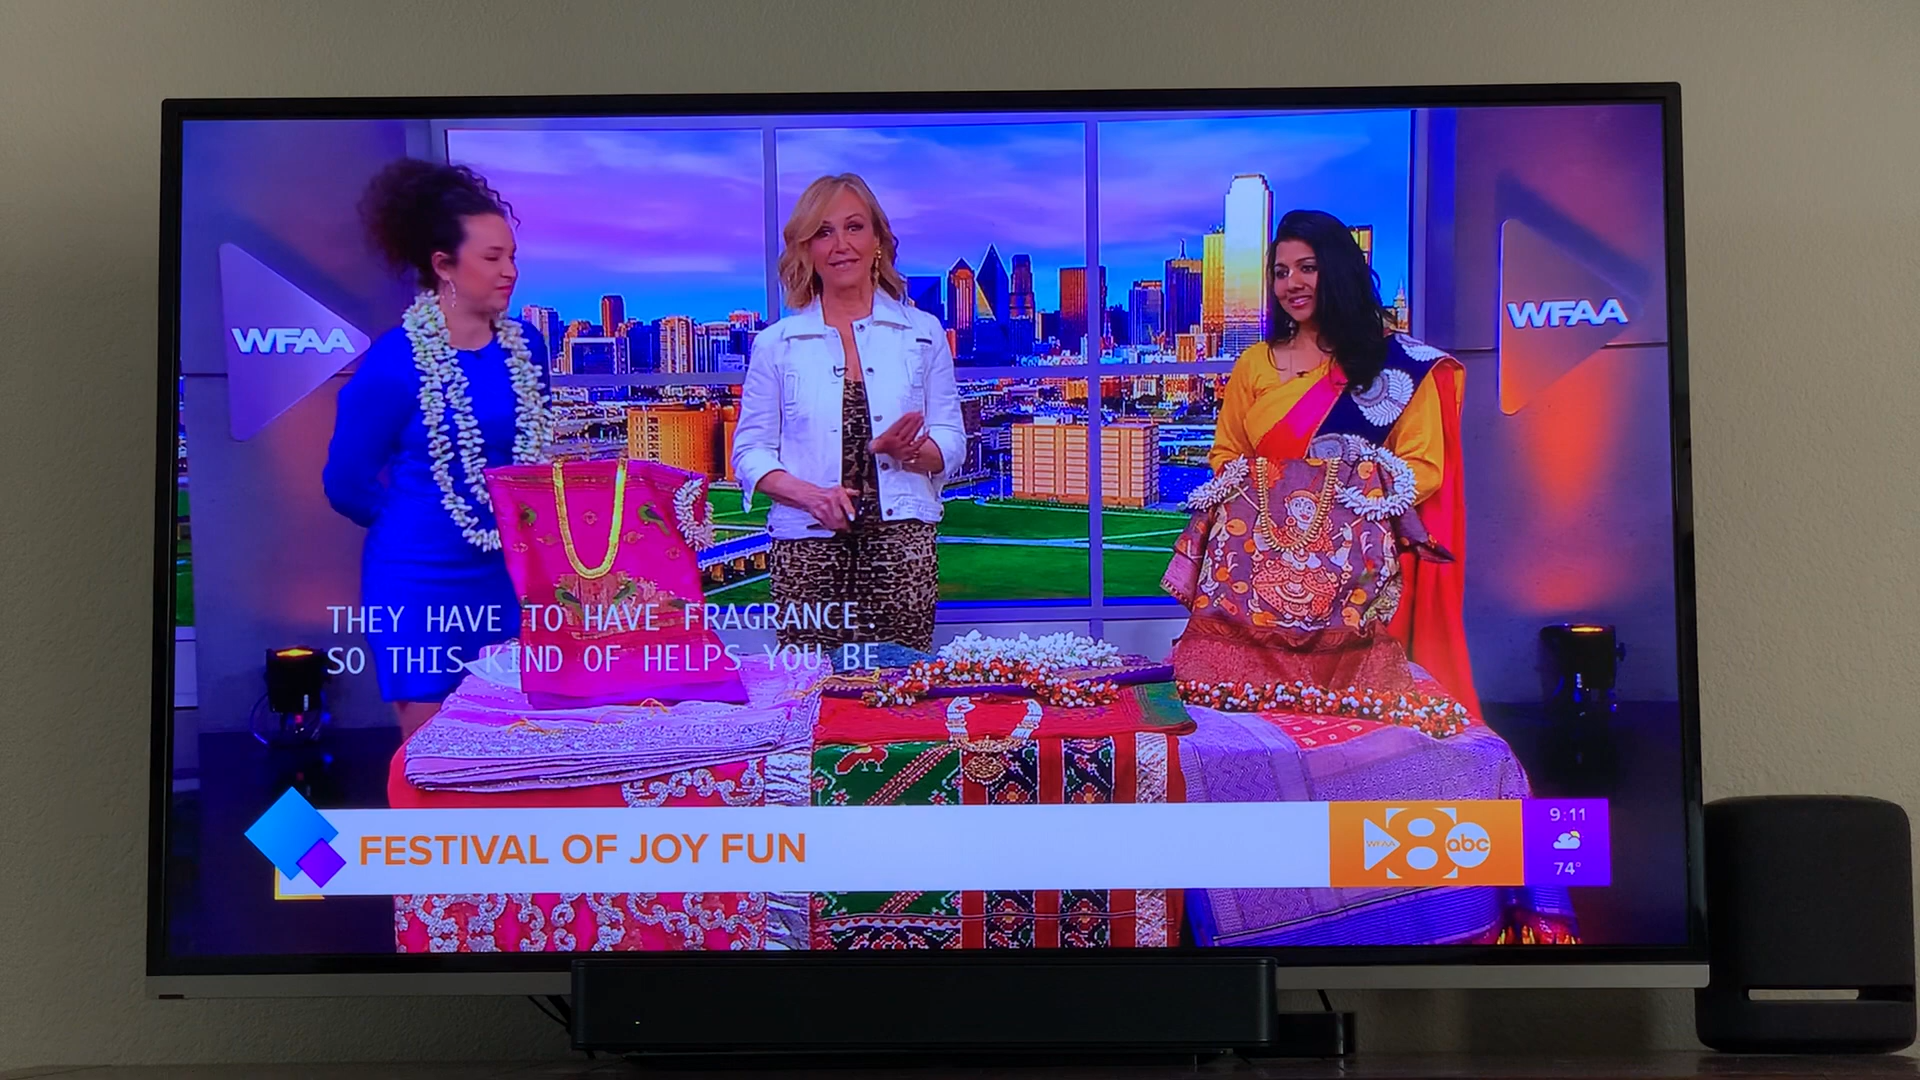 WFAA
WFAA
THEY HAVE TO HAVE FRAGRANCE.
SO THIS KIND OF HELPS YOU BE
FESTIVAL OF JOY FUN
WFAA 8 abc
9:11
74°